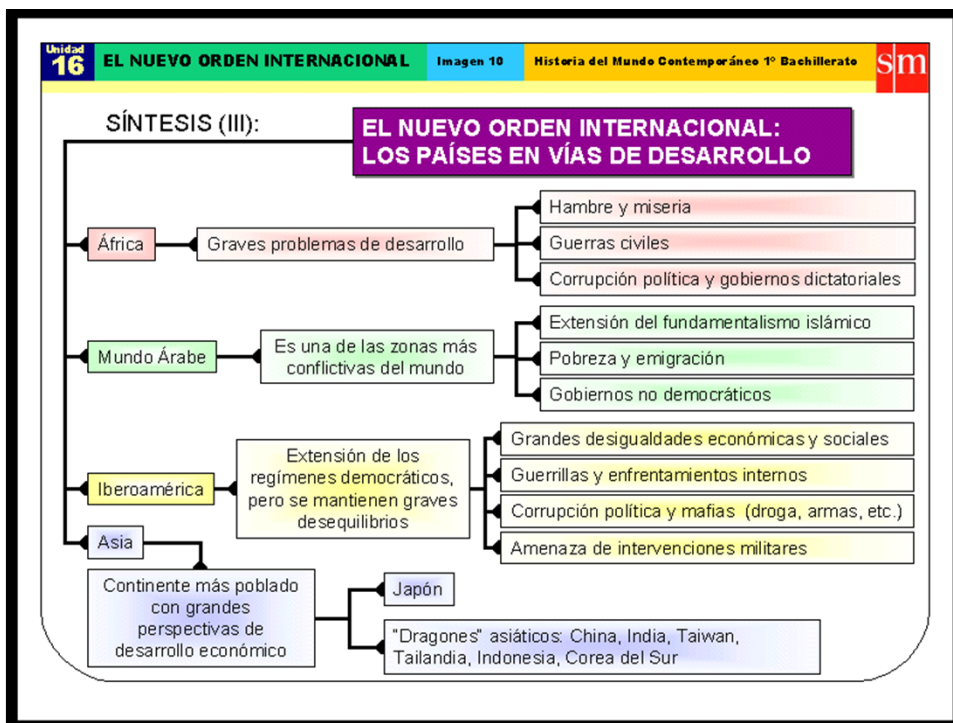 Unidad
16
EL NUEVO ORDEN INTERNACIONAL
Imagen 10
Historia del Mundo Contemporáneo 1º Bachillerato
sm
SÍNTESIS (III):
EL NUEVO ORDEN INTERNACIONAL:
LOS PAÍSES EN VÍAS DE DESARROLLO
África
Graves problemas de desarrollo
Hambre y miseria
Guerras civiles
Corrupción política y gobiernos dictatoriales
Mundo Árabe
Es una de las zonas más
conflictivas del mundo
Extensión del fundamentalismo islámico
Pobreza y emigración
Gobiernos no democráticos
Iberoamérica
Extensión de los
regímenes democráticos,
pero se mantienen graves
desequilibrios
Grandes desigualdades económicas y sociales
Guerrillas y enfrentamientos internos
Corrupción política y mafias (droga, armas, etc.)
Amenaza de intervenciones militares
Asia
Continente más poblado
con grandes
perspectivas de
desarrollo económico
Japón
"Dragones" asiáticos: China, India, Taiwan,
Tailandia, Indonesia, Corea del Sur